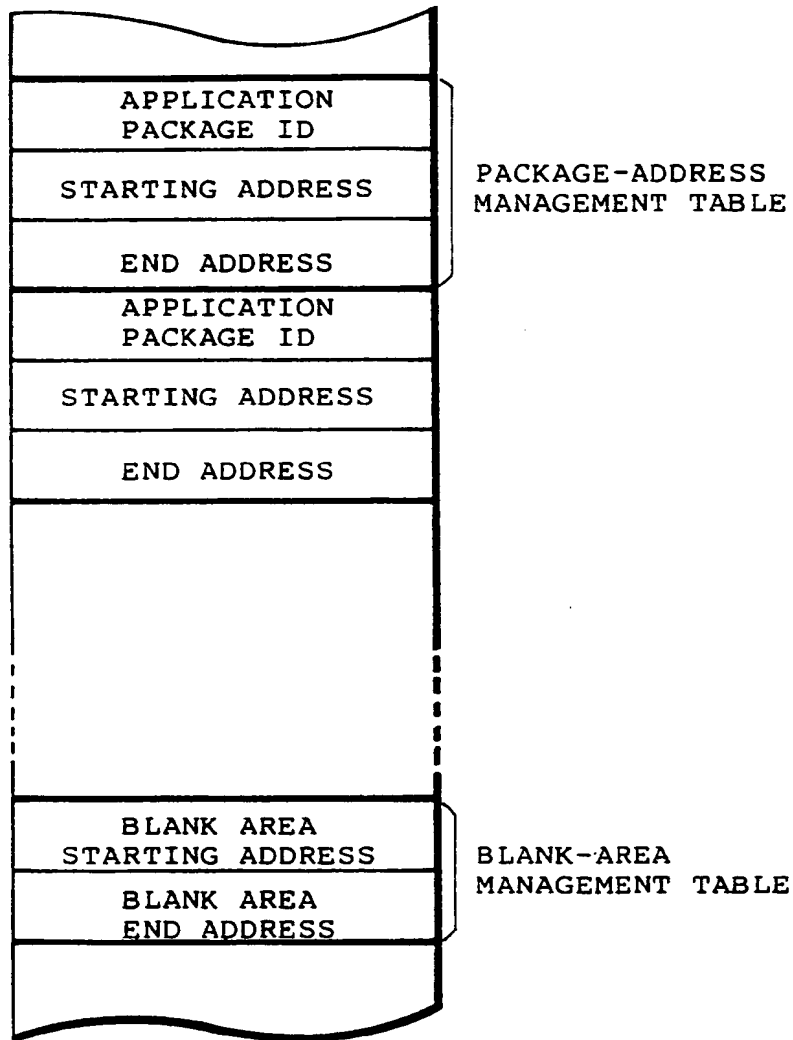 APPLICATION
PACKAGE ID
STARTING ADDRESS
END ADDRESS
PACKAGE-ADDRESS
MANAGEMENT TABLE
APPLICATION
PACKAGE ID
STARTING ADDRESS
END ADDRESS
BLANK AREA
STARTING ADDRESS
BLANK AREA
END ADDRESS
BLANK-AREA
MANAGEMENT TABLE